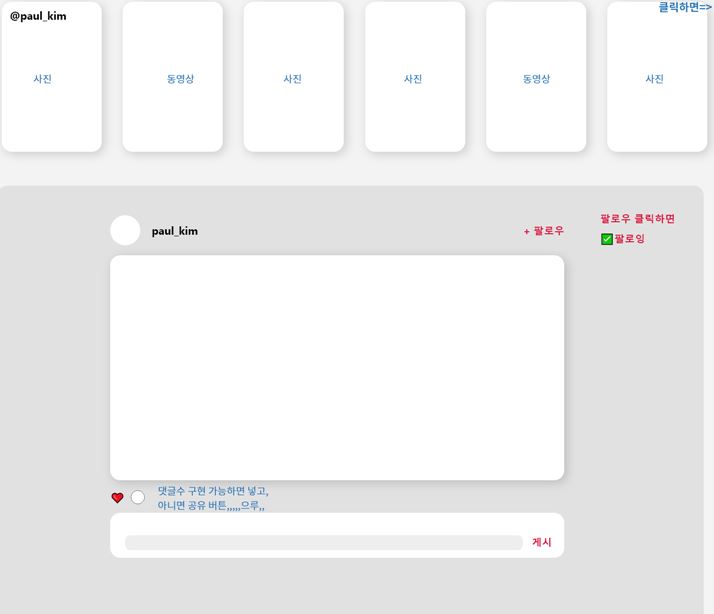 클릭하면=>
@paul_kim
사진
동영상
사진
사진
동영상
사진
paul_kim
+ 팔로우
팔로우 클릭하면
✅팔로잉
댓글수 구현 가능하면 넣고,
아니면 공유 버튼,,,,,으루,,
게시